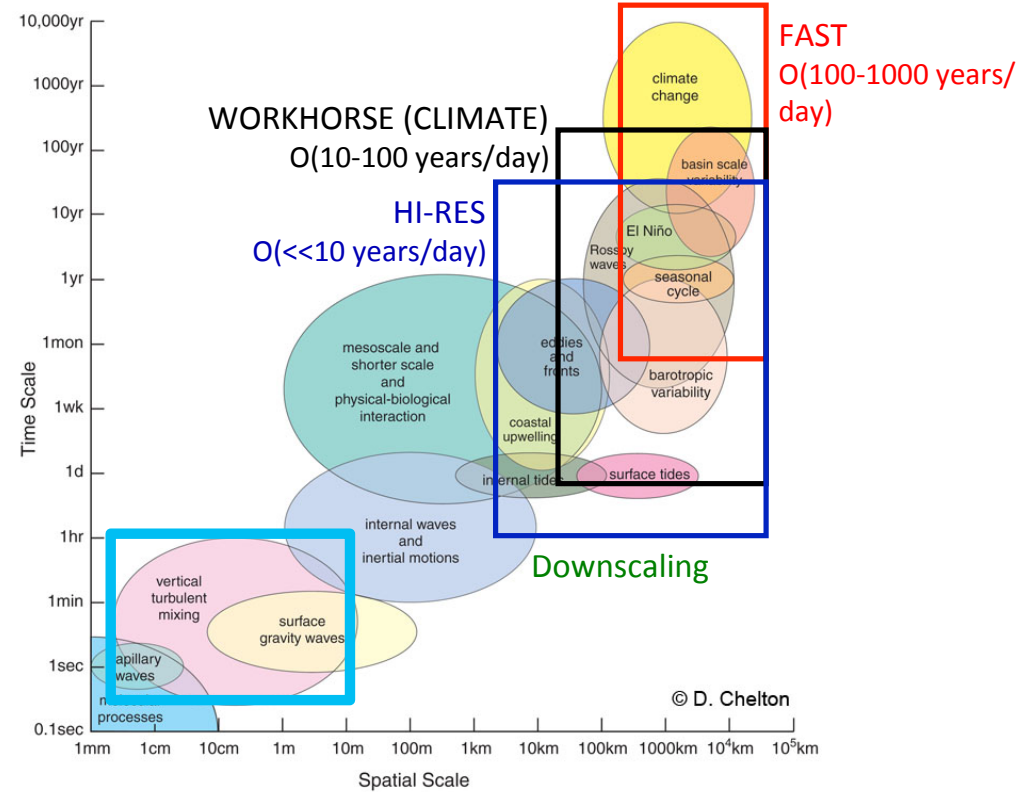 10,000yr
1000yr
100yr
10yr
1yr
1mon
1wk
1d
1hr
1min
1sec
0.1sec
Time Scale
1mm
1cm
10cm
1m
10m
100m
1km
10km
100km
1000km
10⁴km
10⁵km
Spatial Scale
FAST
O(100-1000 years/
day)
WORKHORSE (CLIMATE)
O(10-100 years/day)
HI-RES
O(<<10 years/day)
climate
change
basin scale
variability
El Niño
Rossby
waves
seasonal
cycle
eddies
and
fronts
barotropic
variability
mesoscale and
shorter scale
and
physical-biological
interaction
coastal
upwelling
internal tides
surface tides
internal waves
and
inertial motions
Downscaling
vertical
turbulent
mixing
surface
gravity waves
apillary
waves
processes
© D. Chelton